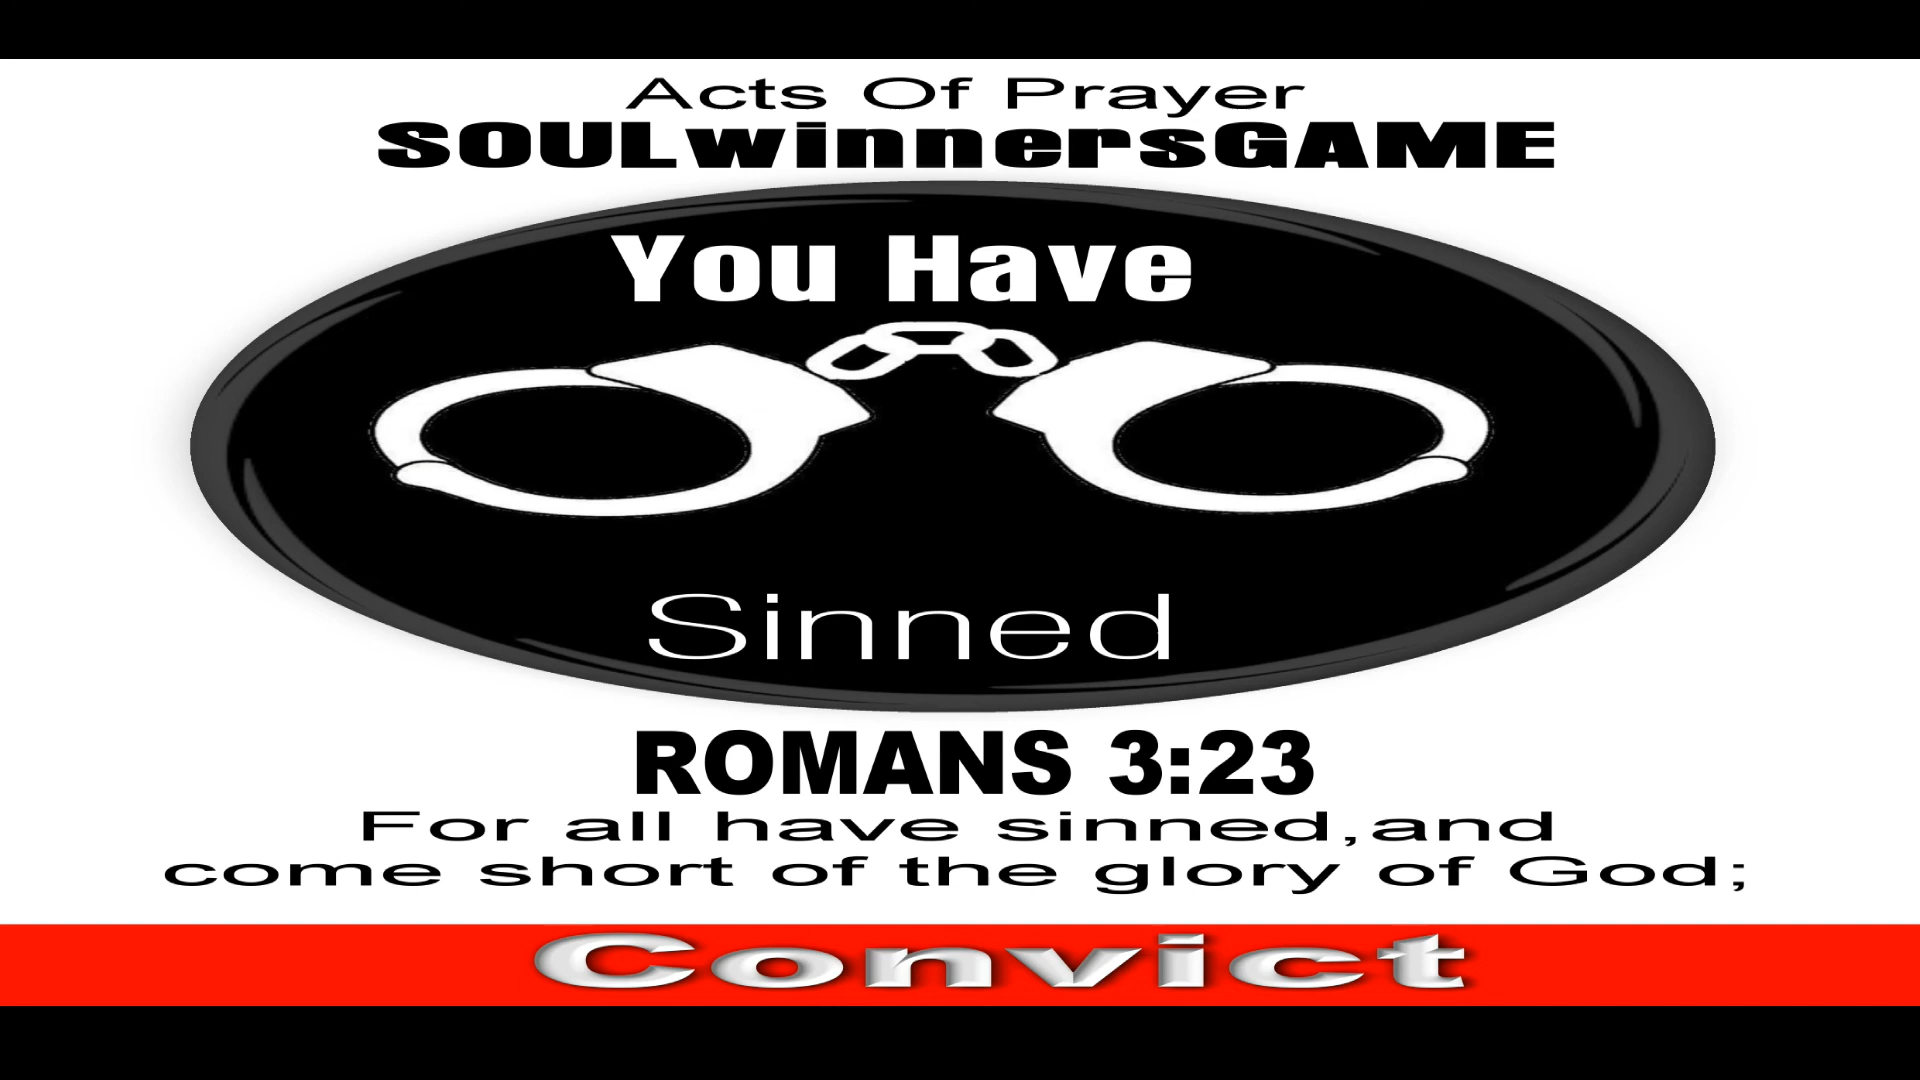 Acts Of Prayer
SOULwinnersGAME
You Have
Sinned
ROMANS 3:23
For all have sinned,and
come short of the glory of God;
Convict